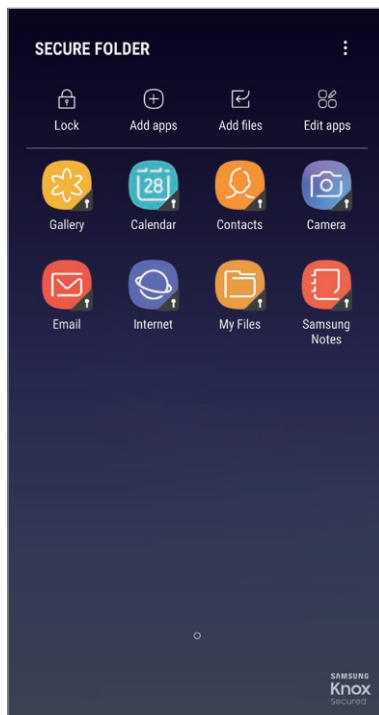 SECURE FOLDER
Lock Add apps Add files Edit apps
28
Gallery Calendar Contacts Camera
Email Internet My Files Samsung
Notes
SAMSUNG
Knox
Secured